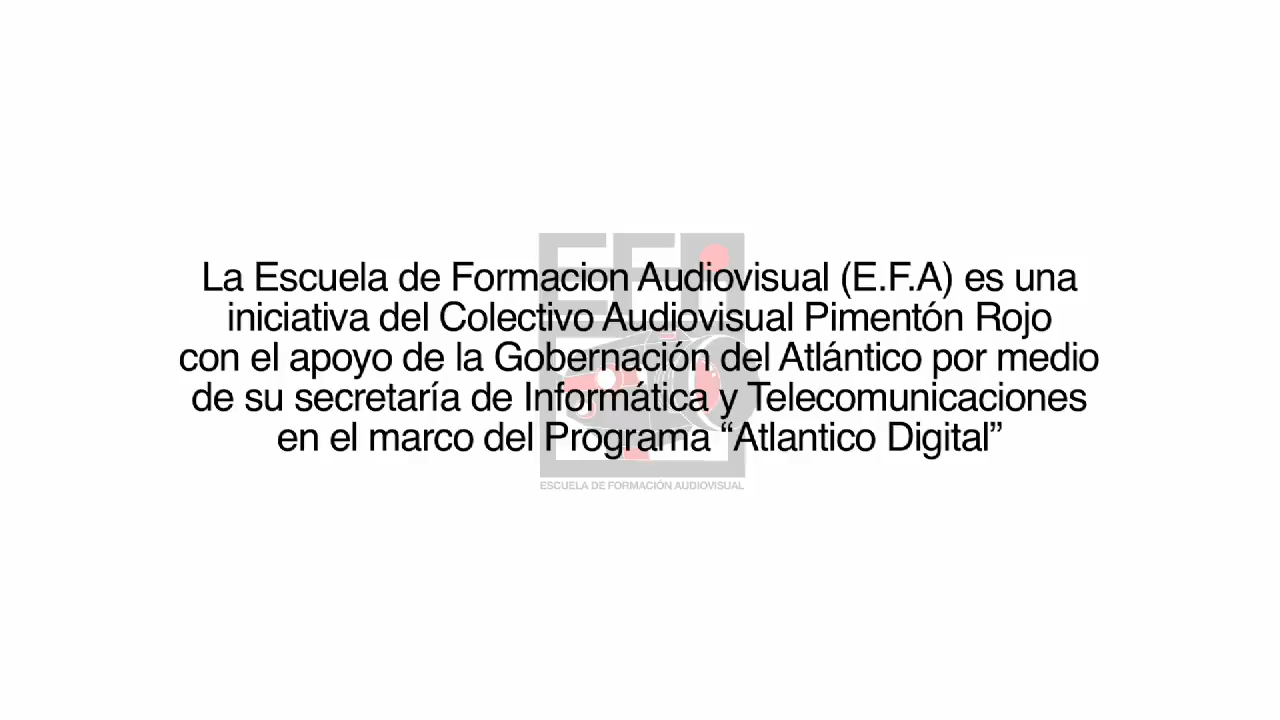 La Escuela de Formacion Audiovisual (E.F.A) es una
iniciativa del Colectivo Audiovisual Pimentón Rojo
con el apoyo de la Gobernación del Atlántico por medio
de su secretaría de Informática y Telecomunicaciones
en el marco del Programa “Atlantico Digital”
ESCUELA DE FORMACIÓN AUDIOVISUAL